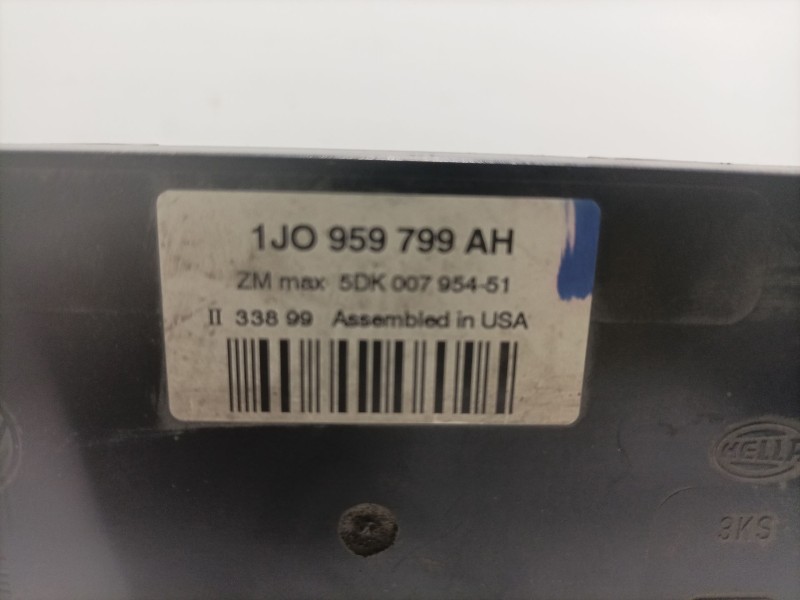 1JO 959 799 AH
ZM max 5DK 007 954-51
II 338 99 Assembled in USA
HELLA
3KS